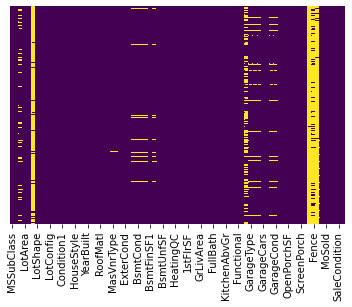 MSSubClass
LotArea
LotShape
LotConfig
Condition1
HouseStyle
YearBuilt
RoofMatl
MasVnrType
ExterCond
BsmtCond
BsmtFinSF1
BsmtUnfSF
HeatingQC
1stFlrSF
GrLivArea
FullBath
KitchenAbvGr
Functional
GarageType
GarageCars
GarageCond
OpenPorchSF
ScreenPorch
Fence
MoSold
SaleCondition